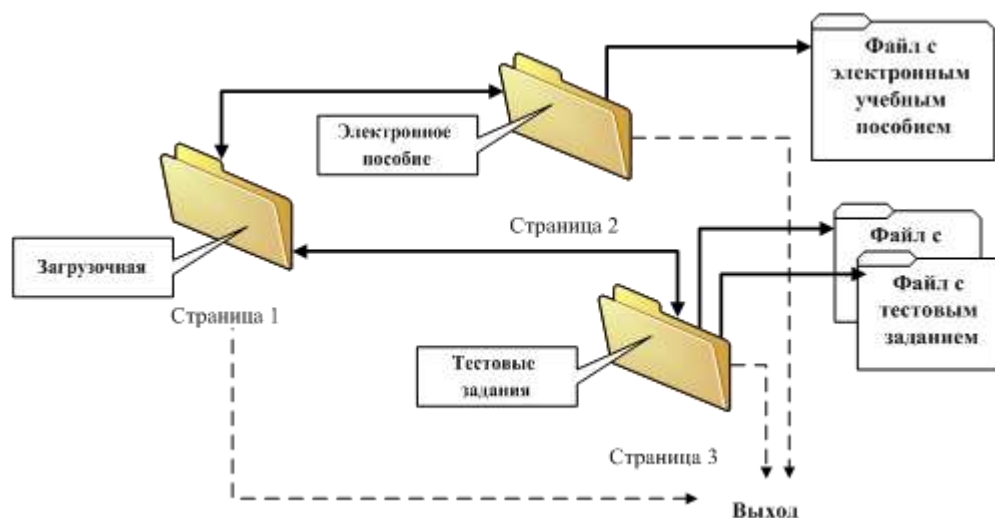 Файл с
электронным
учебным
пособием
Электронное
пособие
Страница 2
Загрузочная
Страница 1
Файл с
Файл с
тестовым
заданием
Тестовые
задания
Страница 3
Выход